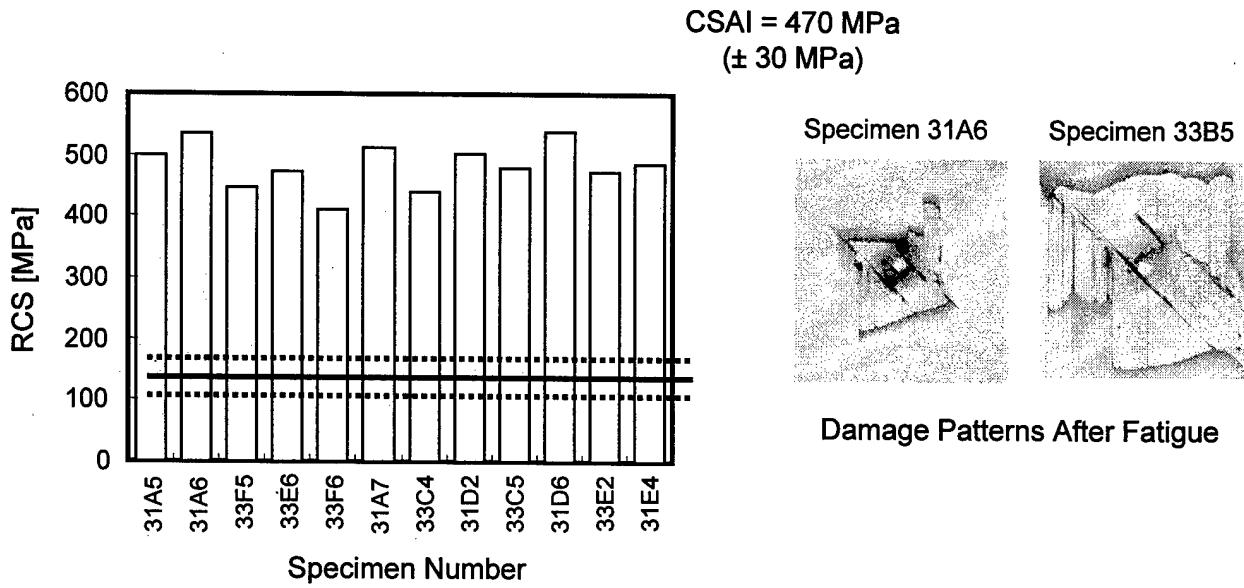 CSAI = 470 MPa
(± 30 MPa)
600
500
400
300
200
100
0
RCS [MPa]
31A5
31A6
33F5
33E6
33F6
31A7
33C4
31D2
33C5
31D6
33E2
31E4
Specimen Number
Specimen 31A6
Specimen 33B5
Damage Patterns After Fatigue